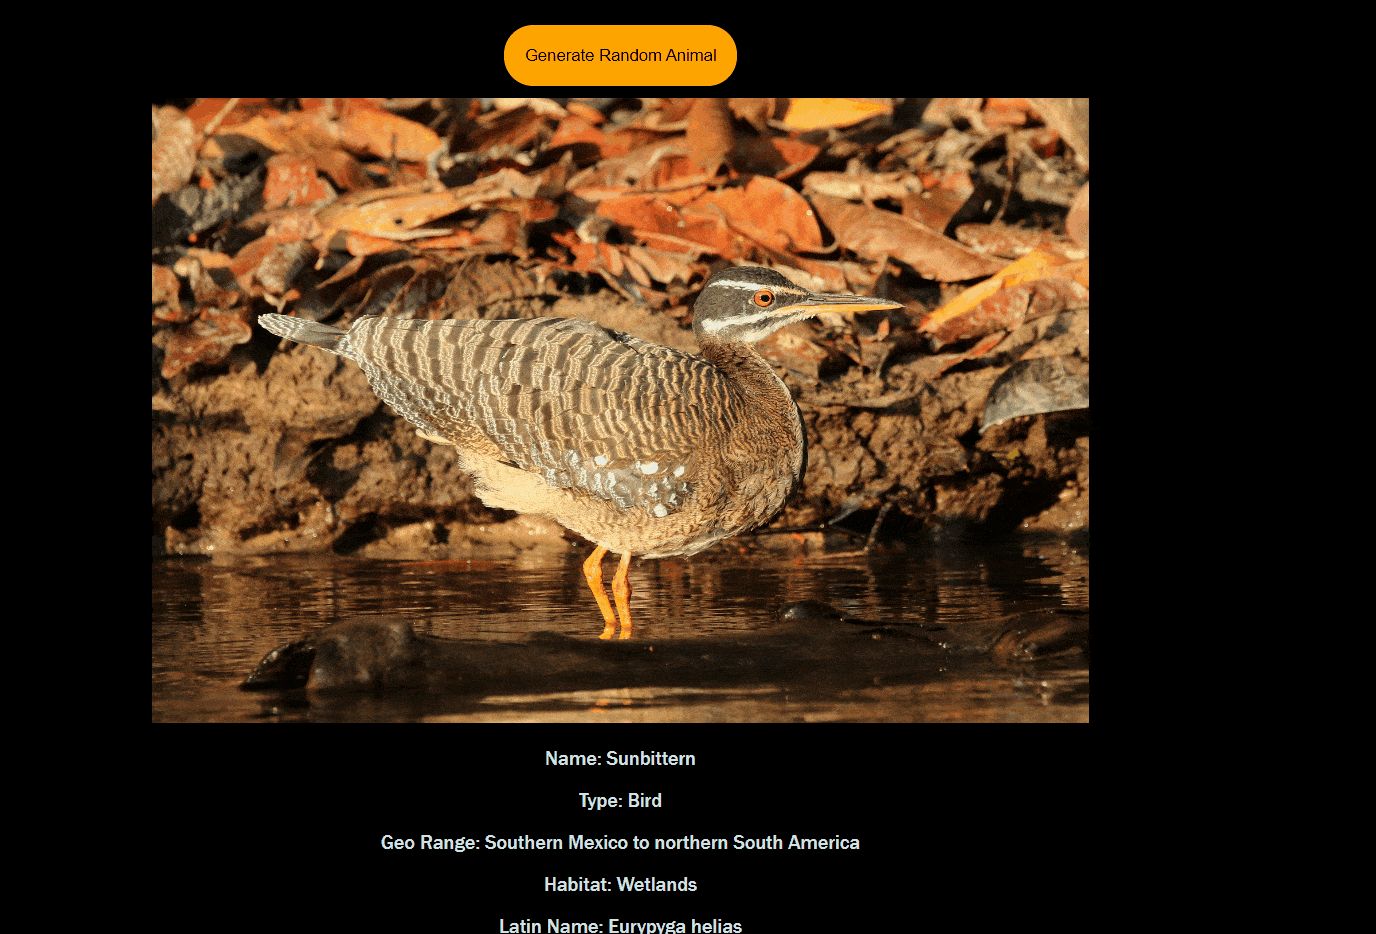 Generate Random Animal
Name: Sunbittern
Type: Bird
Geo Range: Southern Mexico to northern South America
Habitat: Wetlands
Latin Name: Eurypyga helias